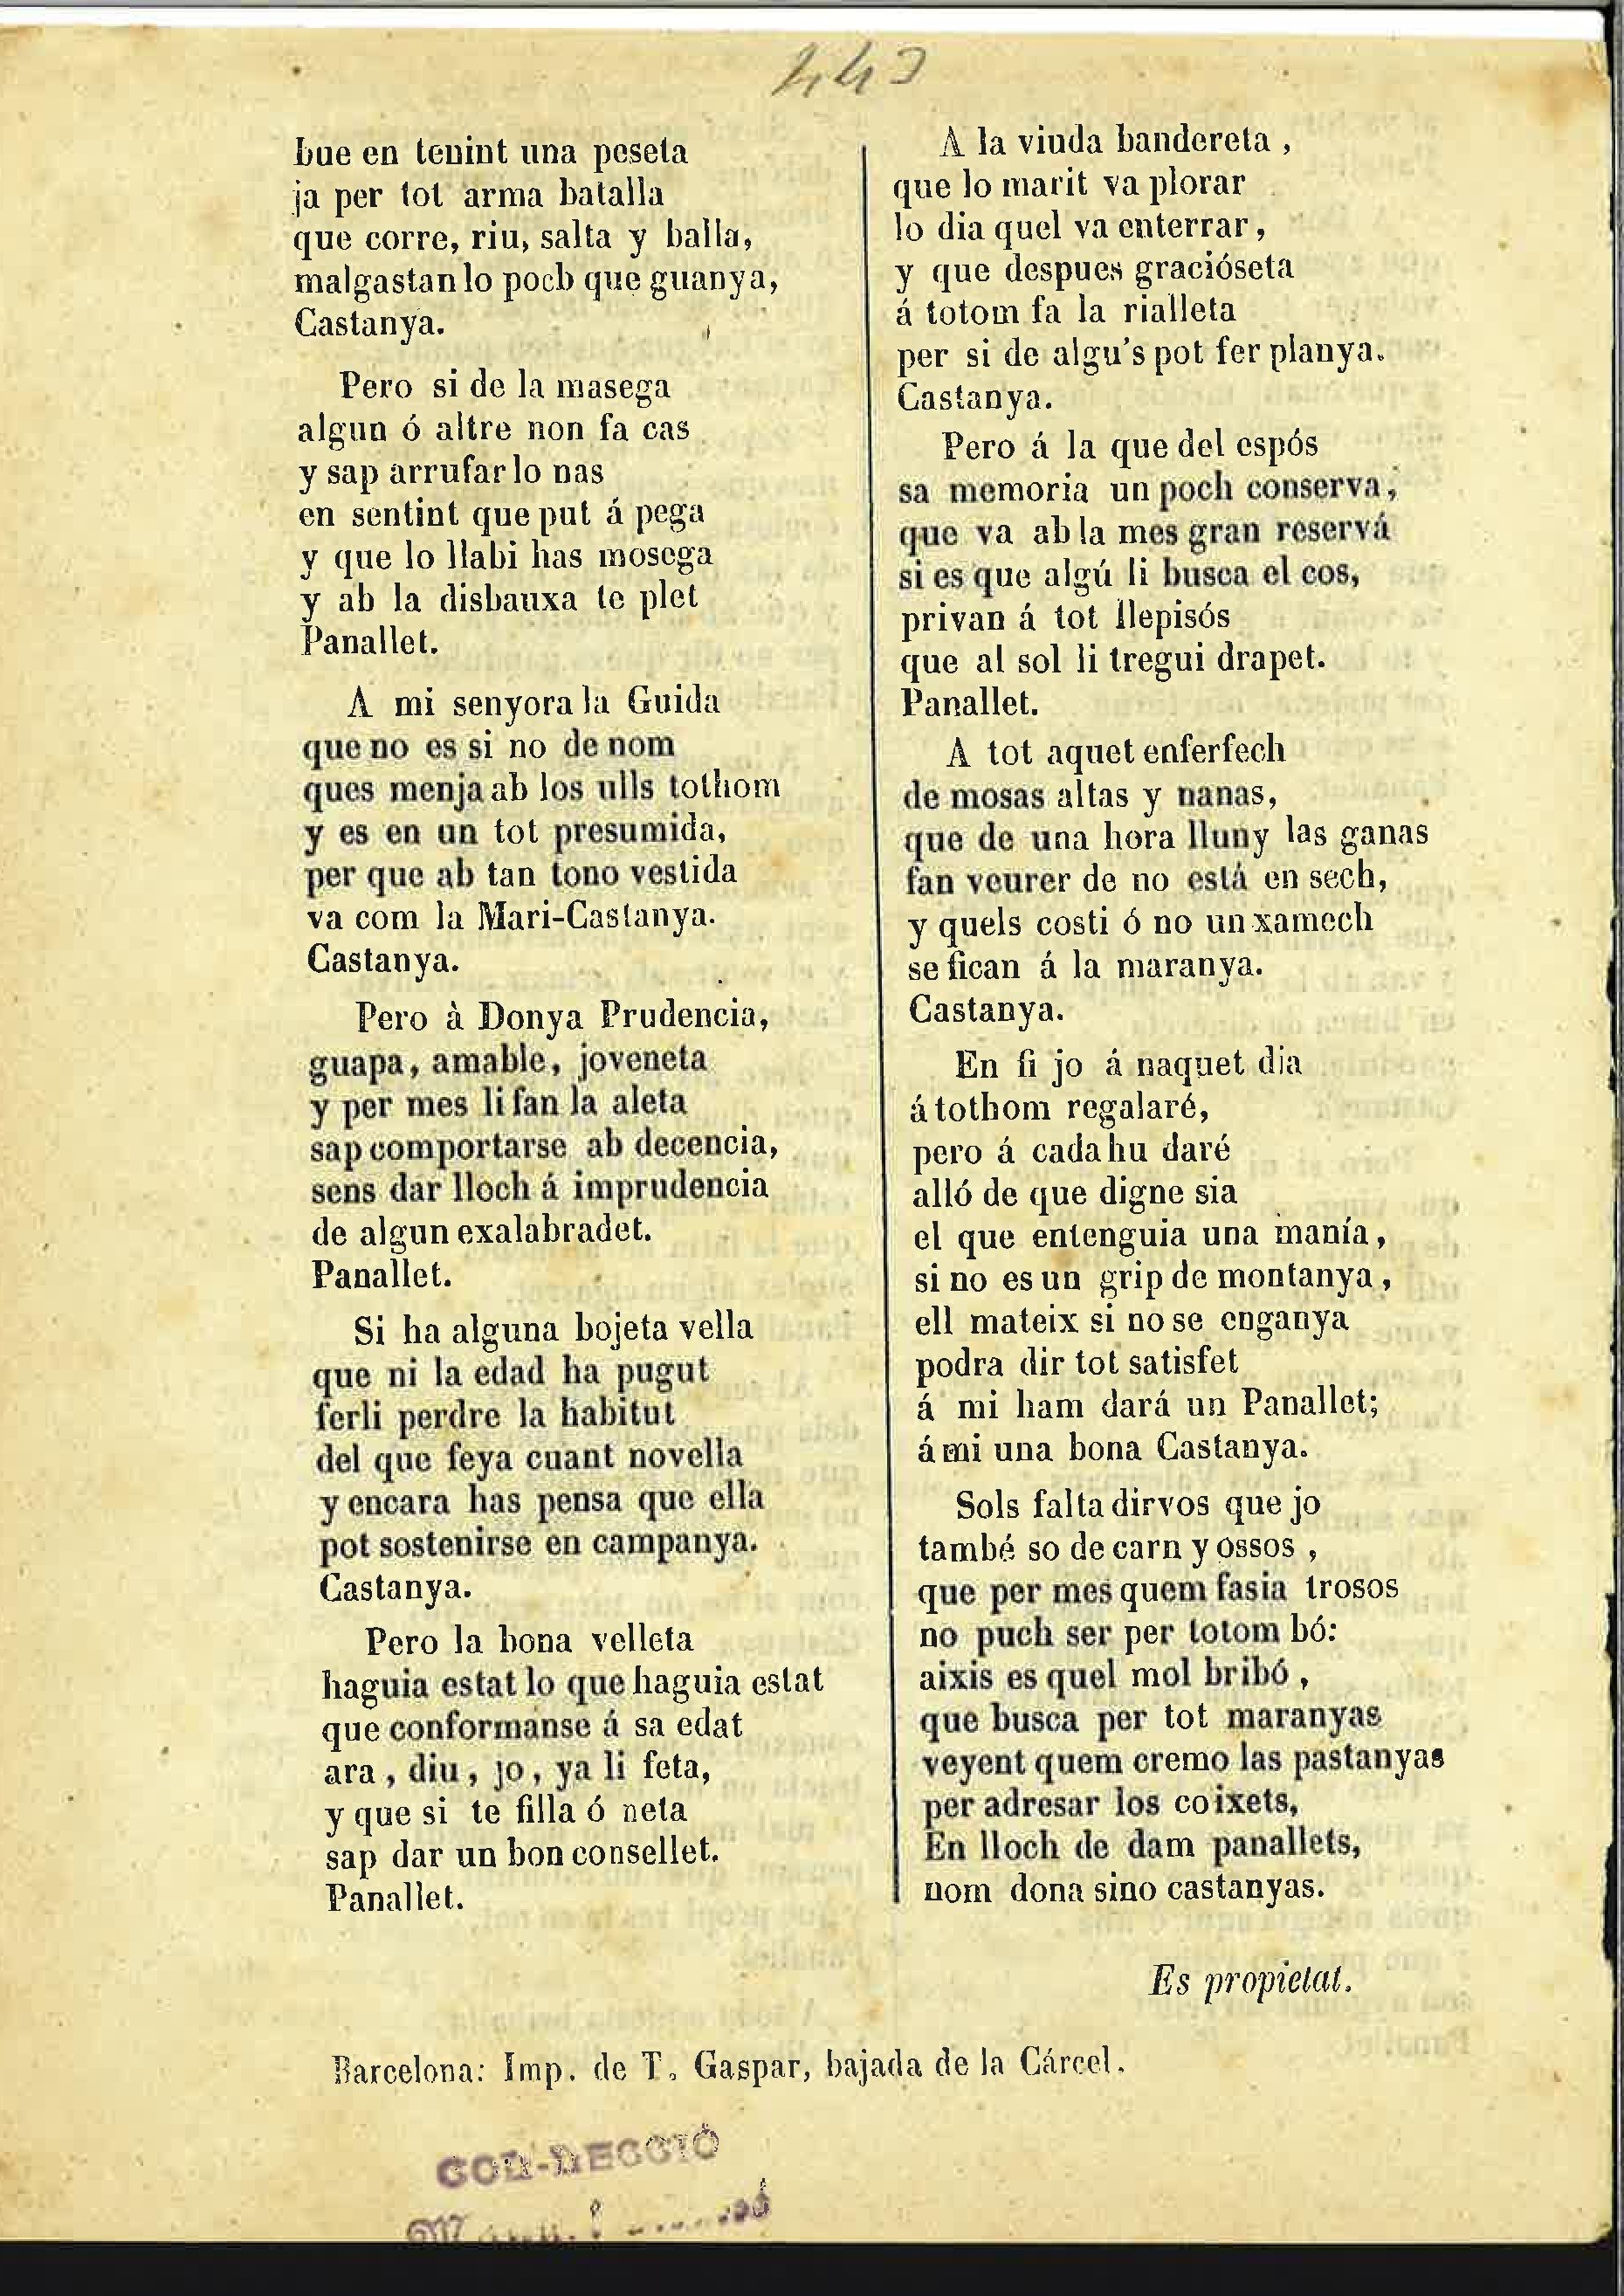 443
bue en tenint una peseta
ja per tot arma batalla
que corre, riu, salta y balla,
malgastan lo poch que guanya,
Castanya.
Pero si de la masega
algun ó altre non fa cas
y sap arrufar lo nas
en sentint que put á pega
y que lo llabi has mosega
y ab la disbauxa te plet
Panallet.
A mi senyora la Guida
que no es si no de nom
ques menja ab los ulls tothom
y es en un tot presumida,
per que ab tan tono vestida
va com la Mari-Castanya.
Castanya.
Pero à Donya Prudencia,
guapa, amable, joveneta
y per mes li fan la aleta
sap comportarse ab decencia,
sens dar lloch á imprudencia
de algun exalabradet.
Panallet.
Si ha alguna bojeta vella
que ni la edad ha pugut
ferli perdre la habitut
del que feya cuant novella
y encara has pensa que ella
pot sostenirse en campanya.
Castanya.
Pero la bona velleta
haguia estat lo que haguia estat
que conformanse á sa edat
ara, diu, jo, ya li feta,
y que si te filla ó neta
sap dar un bon consellet.
Panallet.
A la viuda bandereta,
que lo marit va plorar
lo dia quel va enterrar,
y que despues gracióseta
á totom fa la rialleta
per si de algu's pot fer planya.
Castanya.
Pero á la que del espós
sa memoria un poch conserva,
que va ab la mes gran reservá
si es que algú li busca el cos,
privan á tot llepisós
que al sol li tregui drapet.
Panallet.
A tot aquet enferfech
de mosas altas y nanas,
que de una hora lluny las ganas
fan veurer de no está en sech,
y quels costi ó no un xamech
se fican á la maranya.
Castanya.
En fi jo á naquet dia
á tothom regalaré,
pero á cada hu daré
alló de que digne sia
el que entenguia una manía,
si no es un grip de montanya,
ell mateix si no se enganya
podra dir tot satisfet
á mi ham dará un Panallet;
á mi una bona Castanya.
Sols falta dirvos que jo
també so de carn y ossos,
que per mes quem fasia trosos
no puch ser per totom bó:
aixis es quel mol bribó,
que busca per tot maranyas
veyent quem cremo las pastanyas
per adresar los coixets,
En lloch de dam panallets,
nom dona sino castanyas.
Es propietat.
Barcelona: Imp. de T. Gaspar, bajada de la Cárcel.